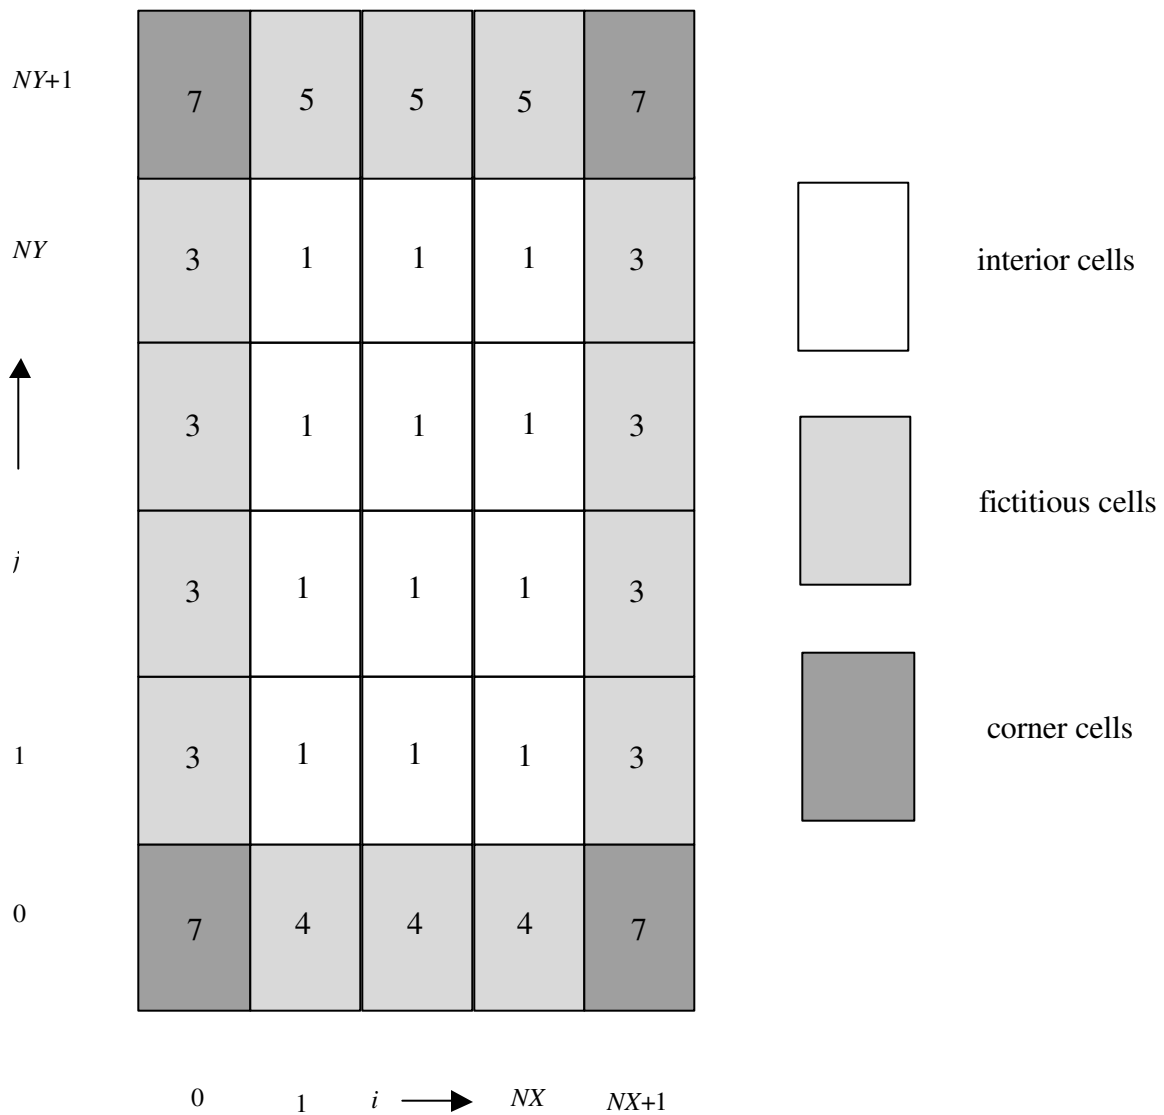 NY+1 7 5 5 5 7
NY 3 1 1 1 3 interior cells
3 1 1 1 3
fictitious cells
j 3 1 1 1 3
1 3 1 1 1 3 corner cells
0 7 4 4 4 7
0 1 i NX NX+1